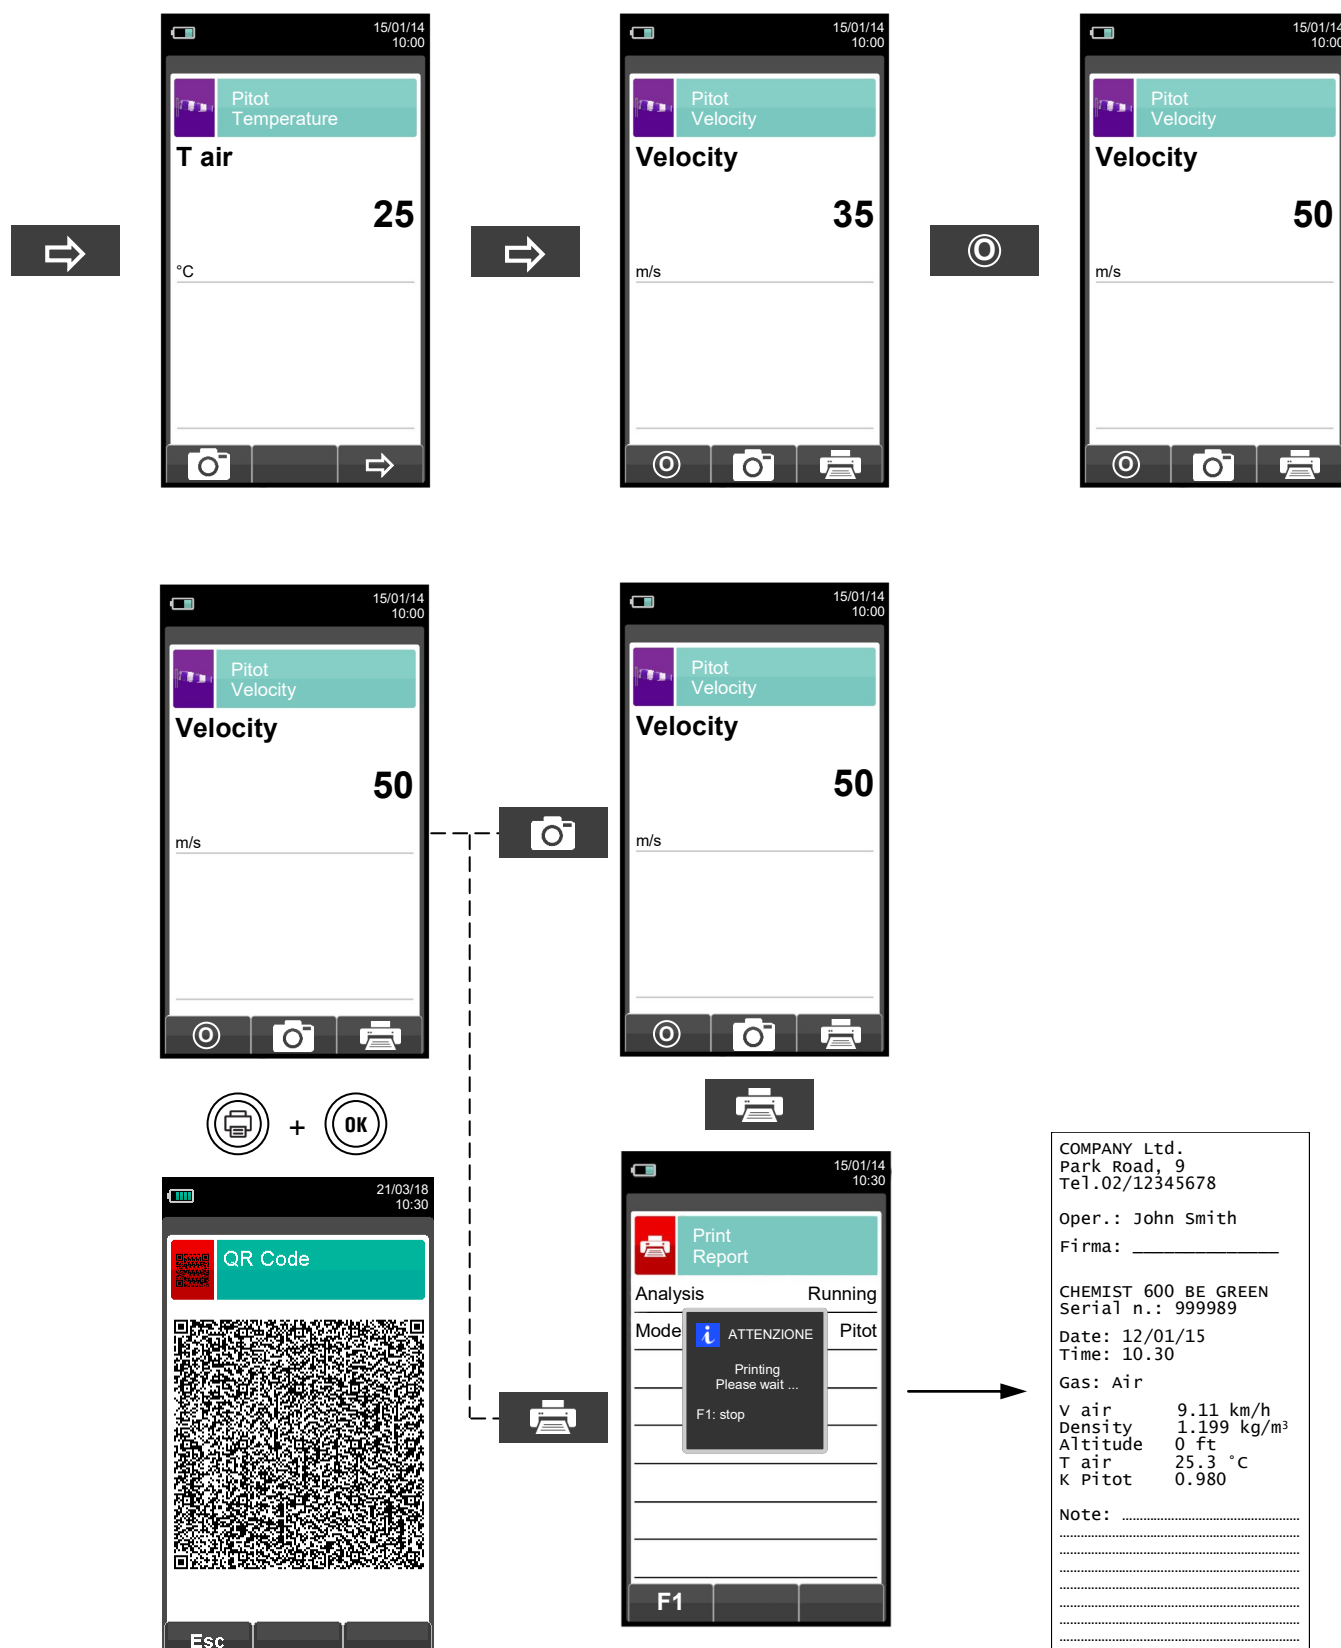 15/01/14
10:00
Pitot
Temperature
T air
25
°C
15/01/14
10:00
Pitot
Velocity
Velocity
35
m/s
15/01/14
10:00
Pitot
Velocity
Velocity
50
m/s
15/01/14
10:00
Pitot
Velocity
Velocity
50
m/s
15/01/14
10:00
Pitot
Velocity
Velocity
50
m/s
+
OK
21/03/18
10:30
QR Code
Esc
15/01/14
10:30
Print
Report
Analysis Running
Mode Pitot
i ATTENZIONE
Printing
Please wait ...
F1: stop
F1
COMPANY Ltd.
Park Road, 9
Tel.02/12345678
Oper.: John Smith
Firma: ______________
CHEMIST 600 BE GREEN
Serial n.: 999989
Date: 12/01/15
Time: 10.30
Gas: Air
V air 9.11 km/h
Density 1.199 kg/m³
Altitude 0 ft
T air 25.3 °C
K Pitot 0.980
Note: ........................